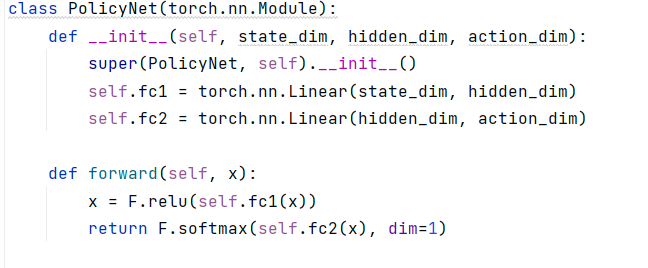 class PolicyNet(torch.nn.Module):
    def __init__(self, state_dim, hidden_dim, action_dim):
        super(PolicyNet, self).__init__()
        self.fc1 = torch.nn.Linear(state_dim, hidden_dim)
        self.fc2 = torch.nn.Linear(hidden_dim, action_dim)

    def forward(self, x):
        x = F.relu(self.fc1(x))
        return F.softmax(self.fc2(x), dim=1)